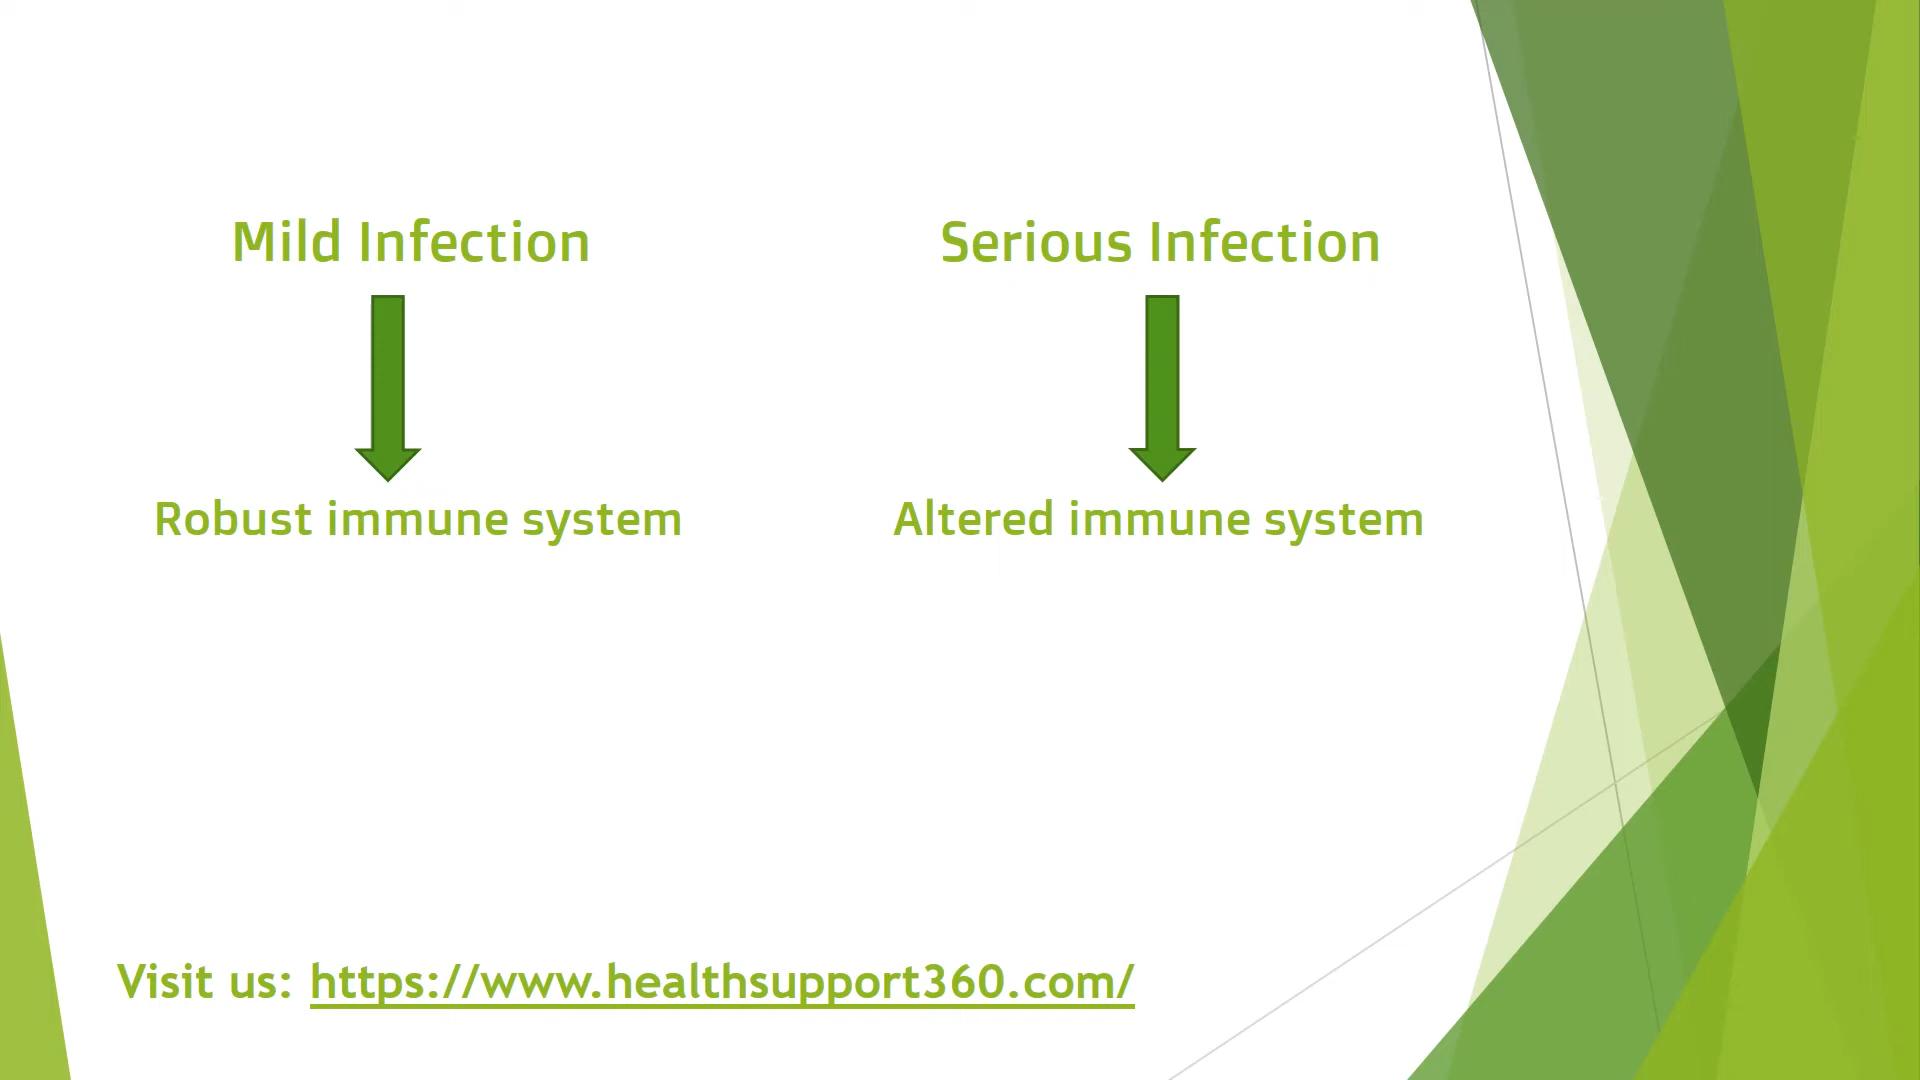 Mild Infection
Serious Infection
Robust immune system
Altered immune system
Visit us: https://www.healthsupport360.com/